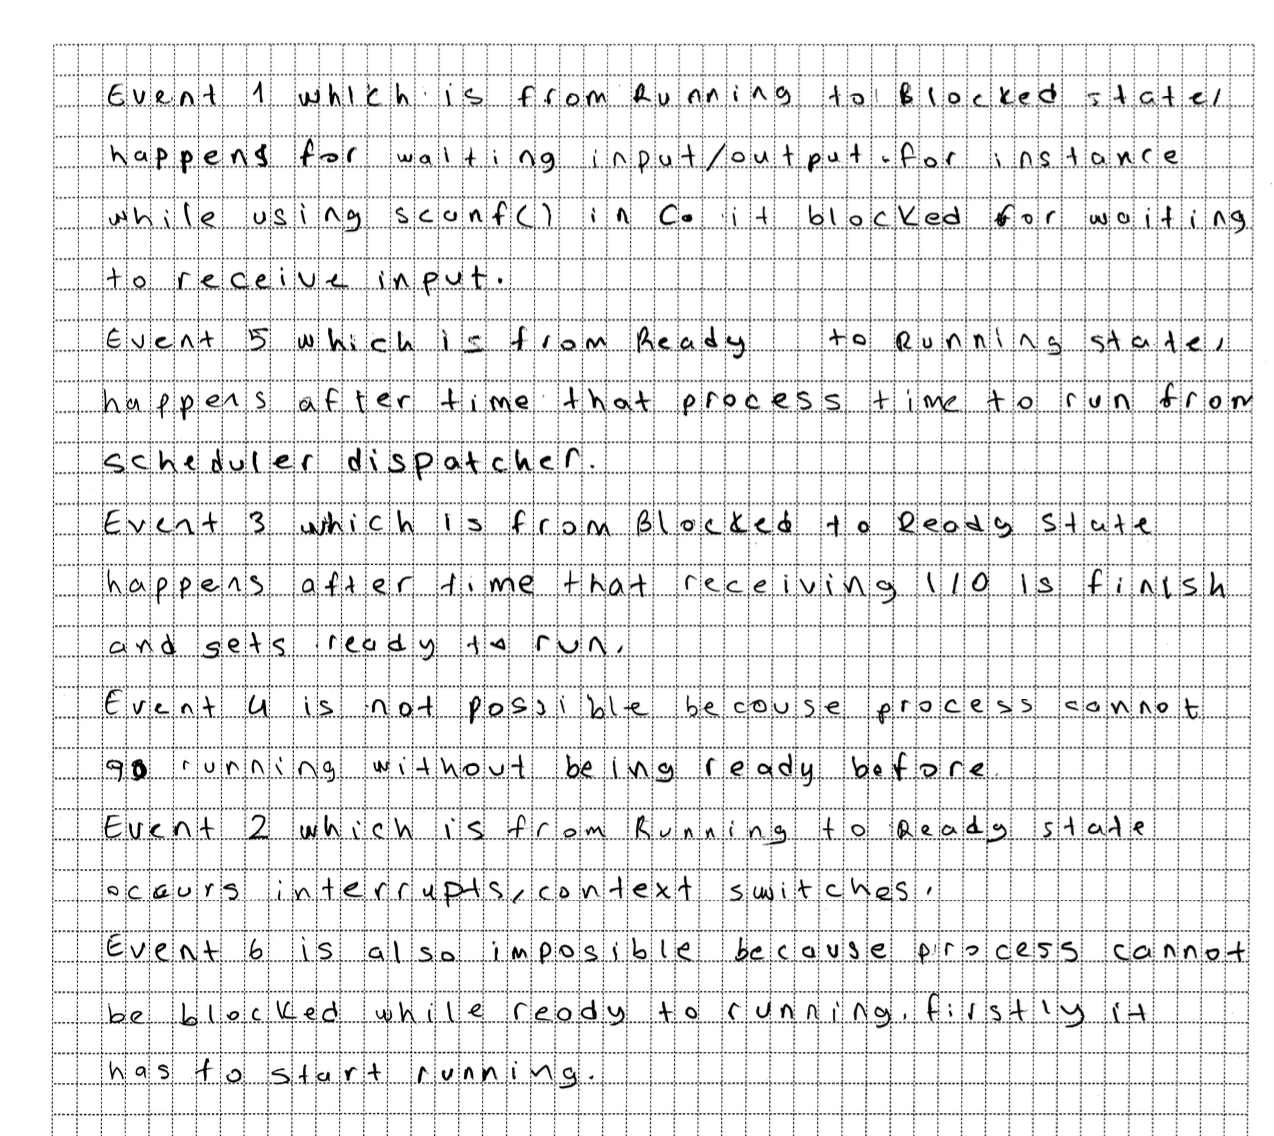 Event 1 which is from Running to Blocked state,
happens for waiting input/output. for instance
while using scanf() in C. it blocked for waiting
to receive input.
Event 5 which is from Ready to Running state,
happens after time that process time to run from
scheduler dispatcher.
Event 3 which is from Blocked to Ready state
happens after time that receiving I/O is finish
and sets ready to run.
Event 4 is not possible because process cannot
go running without being ready before.
Event 2 which is from Running to Ready state
occurs interrupts, context switches.
Event 6 is also imposible because process cannot
be blocked while ready to running. firstly it
has to start running.